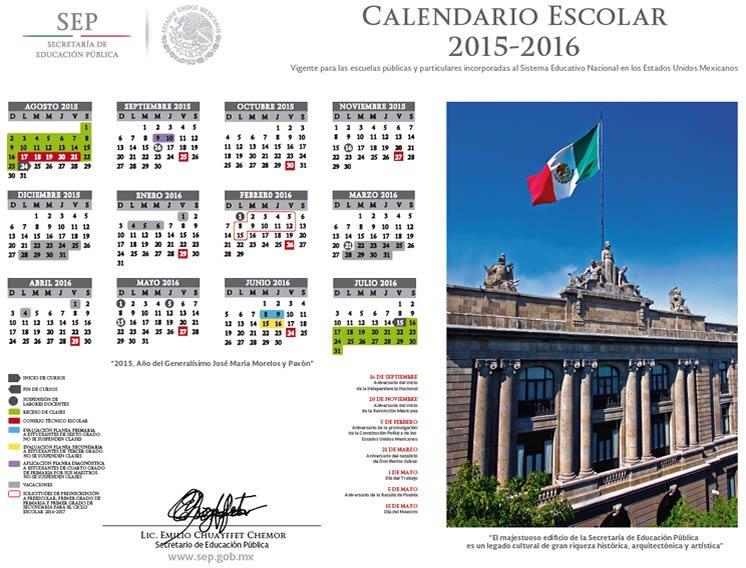 SEP
SECRETARÍA DE
EDUCACIÓN PÚBLICA
ESTADOS UNIDOS MEXICANOS
CALENDARIO ESCOLAR
2015-2016
Vigente para las escuelas públicas y particulares incorporadas al Sistema Educativo Nacional en los Estados Unidos Mexicanos
AGOSTO 2015
D L M M J V S
1
2 3 4 5 6 7 8
9 10 11 12 13 14 15
16 17 18 19 20 21 22
23 24 25 26 27 28 29
30 31
SEPTIEMBRE 2015
D L M M J V S
1 2 3 4 5
6 7 8 9 10 11 12
13 14 15 16 17 18 19
20 21 22 23 24 25 26
27 28 29 30
OCTUBRE 2015
D L M M J V S
1 2 3
4 5 6 7 8 9 10
11 12 13 14 15 16 17
18 19 20 21 22 23 24
25 26 27 28 29 30 31
NOVIEMBRE 2015
D L M M J V S
1 2 3 4 5 6 7
8 9 10 11 12 13 14
15 16 17 18 19 20 21
22 23 24 25 26 27 28
29 30
DICIEMBRE 2015
D L M M J V S
1 2 3 4 5
6 7 8 9 10 11 12
13 14 15 16 17 18 19
20 21 22 23 24 25 26
27 28 29 30 31
ENERO 2016
D L M M J V S
1 2
3 4 5 6 7 8 9
10 11 12 13 14 15 16
17 18 19 20 21 22 23
24 25 26 27 28 29 30
31
FEBRERO 2016
D L M M J V S
1 2 3 4 5 6
7 8 9 10 11 12 13
14 15 16 17 18 19 20
21 22 23 24 25 26 27
28 29
MARZO 2016
D L M M J V S
1 2 3 4 5
6 7 8 9 10 11 12
13 14 15 16 17 18 19
20 21 22 23 24 25 26
27 28 29 30 31
ABRIL 2016
D L M M J V S
1 2
3 4 5 6 7 8 9
10 11 12 13 14 15 16
17 18 19 20 21 22 23
24 25 26 27 28 29 30
MAYO 2016
D L M M J V S
1 2 3 4 5 6 7
8 9 10 11 12 13 14
15 16 17 18 19 20 21
22 23 24 25 26 27 28
29 30 31
JUNIO 2016
D L M M J V S
1 2 3 4
5 6 7 8 9 10 11
12 13 14 15 16 17 18
19 20 21 22 23 24 25
26 27 28 29 30
JULIO 2016
D L M M J V S
1 2
3 4 5 6 7 8 9
10 11 12 13 14 15 16
17 18 19 20 21 22 23
24 25 26 27 28 29 30
31
"2015, Año del Generalísimo José María Morelos y Pavón"
INICIO DE CURSOS
FIN DE CURSOS
SUSPENSIÓN DE
LABORES DOCENTES
RECESO DE CLASES
CONSEJO TÉCNICO ESCOLAR
EVALUACIÓN PLANEA PRIMARIA
A ESTUDIANTES DE SEXTO GRADO.
NO SE SUSPENDEN CLASES
EVALUACIÓN PLANEA SECUNDARIA
A ESTUDIANTES DE TERCER GRADO.
NO SE SUSPENDEN CLASES
APLICACIÓN PLANEA DIAGNÓSTICA
A ESTUDIANTES DE CUARTO GRADO
DE PRIMARIA POR SUS MAESTROS.
NO SE SUSPENDEN CLASES
VACACIONES
SOLICITUDES DE PREINSCRIPCIÓN
A PREESCOLAR, PRIMER GRADO DE
PRIMARIA Y PRIMER GRADO DE
SECUNDARIA PARA EL CICLO
ESCOLAR 2016-2017
16 DE SEPTIEMBRE
Aniversario del inicio
de la Independencia Nacional
20 DE NOVIEMBRE
Aniversario del inicio
de la Revolución Mexicana
5 DE FEBRERO
Aniversario de la promulgación
de la Constitución Política de los
Estados Unidos Mexicanos
21 DE MARZO
Aniversario del natalicio
de Don Benito Juárez
1 DE MAYO
Día del Trabajo
5 DE MAYO
Aniversario de la Batalla de Puebla
15 DE MAYO
Día del Maestro
LIC. EMILIO CHUAYFFET CHEMOR
Secretario de Educación Pública
www.sep.gob.mx
"El majestuoso edificio de la Secretaría de Educación Pública
es un legado cultural de gran riqueza histórica, arquitectónica y artística"